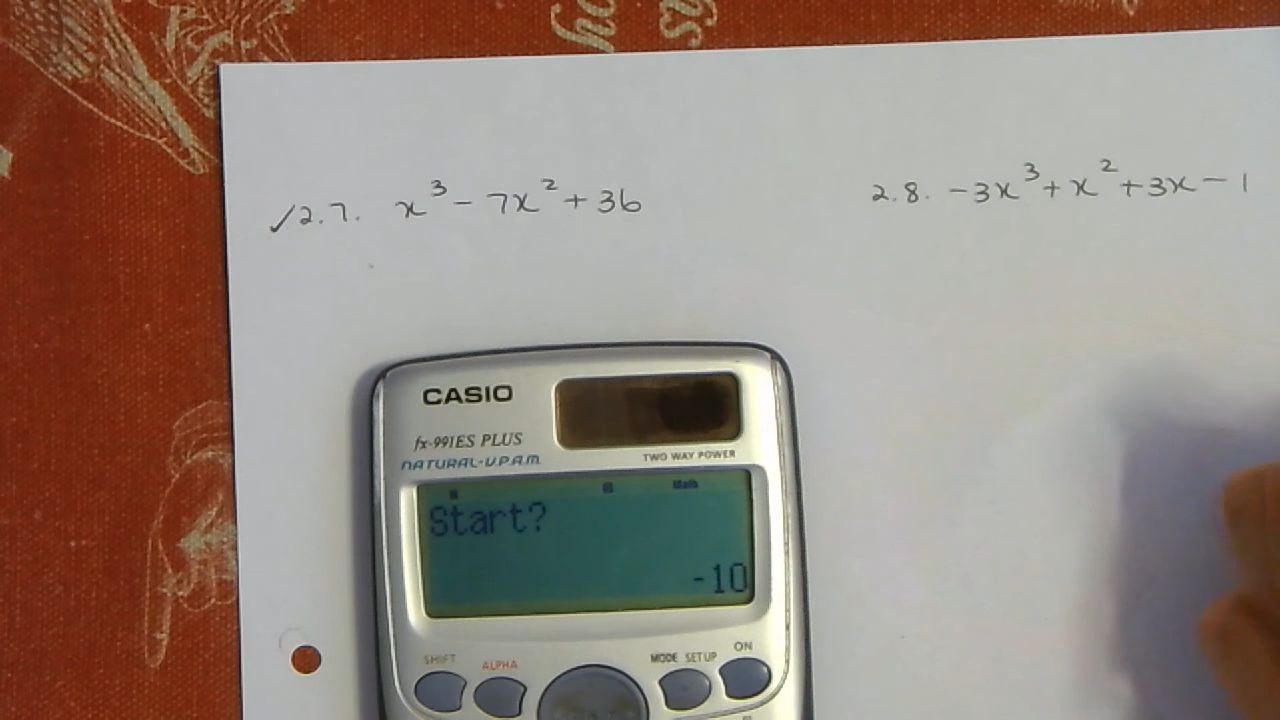 ✓2.7. x³ - 7x² + 36
2.8. -3x³ + x² + 3x - 1
CASIO
fx-991ES PLUS
NATURAL-V.P.A.M.
TWO WAY POWER
Math
Start?
-10
SHIFT
ALPHA
MODE SETUP
ON